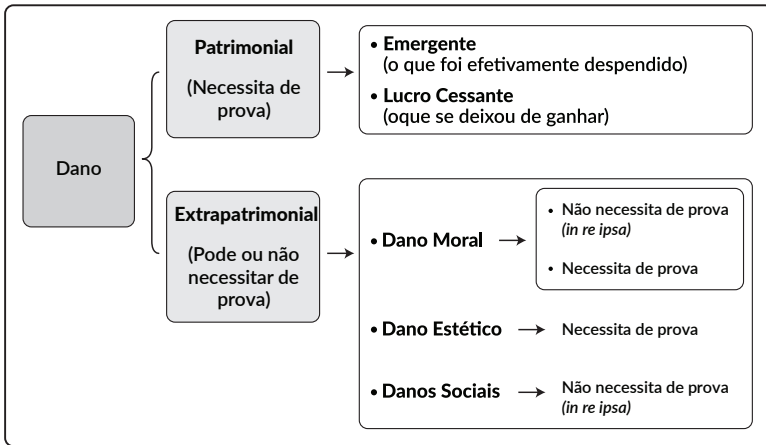 Dano
Patrimonial
(Necessita de
prova)
• Emergente
(o que foi efetivamente despendido)
• Lucro Cessante
(oque se deixou de ganhar)
Extrapatrimonial
(Pode ou não
necessitar de
prova)
• Dano Moral
• Não necessita de prova
(in re ipsa)
• Necessita de prova
• Dano Estético
Necessita de prova
• Danos Sociais
Não necessita de prova
(in re ipsa)